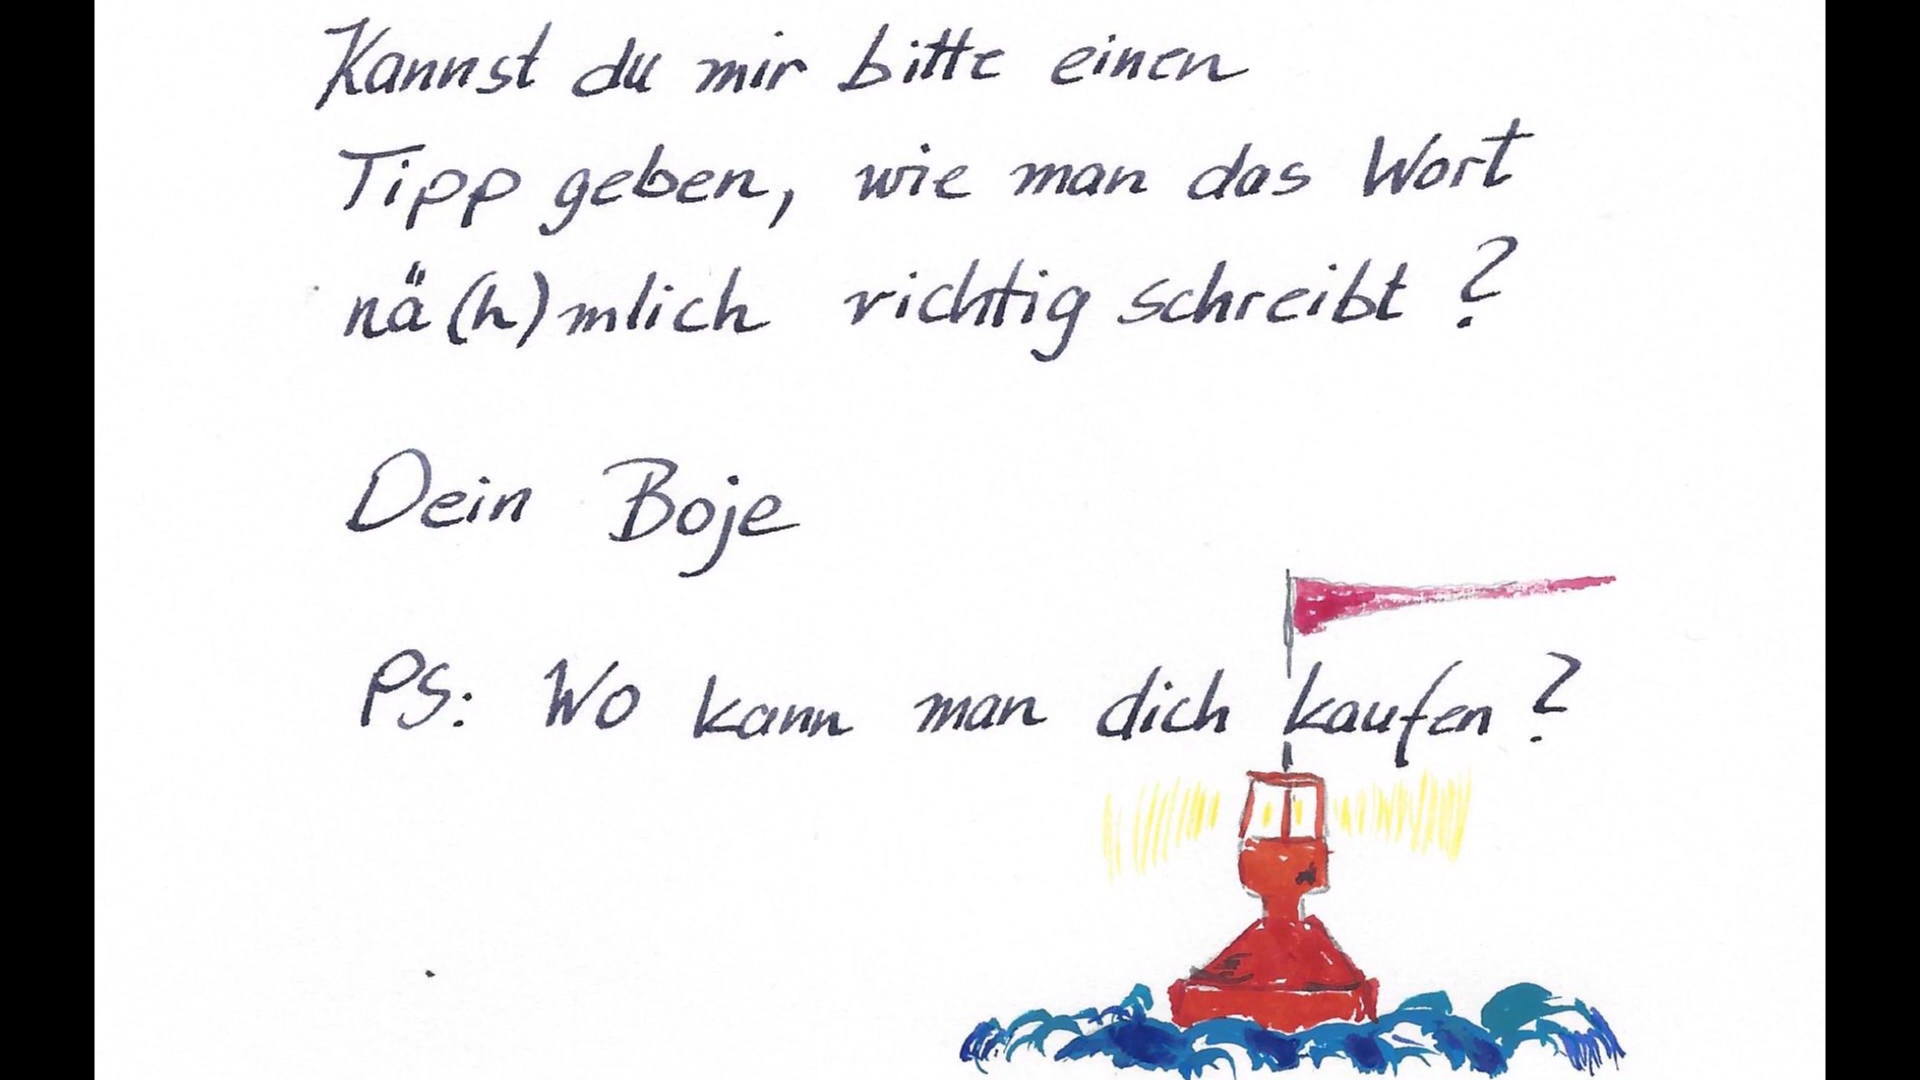 Kannst du mir bitte einen
Tipp geben, wie man das Wort
nä(h)mlich richtig schreibt?
Dein Boje
PS: Wo kann man dich kaufen?